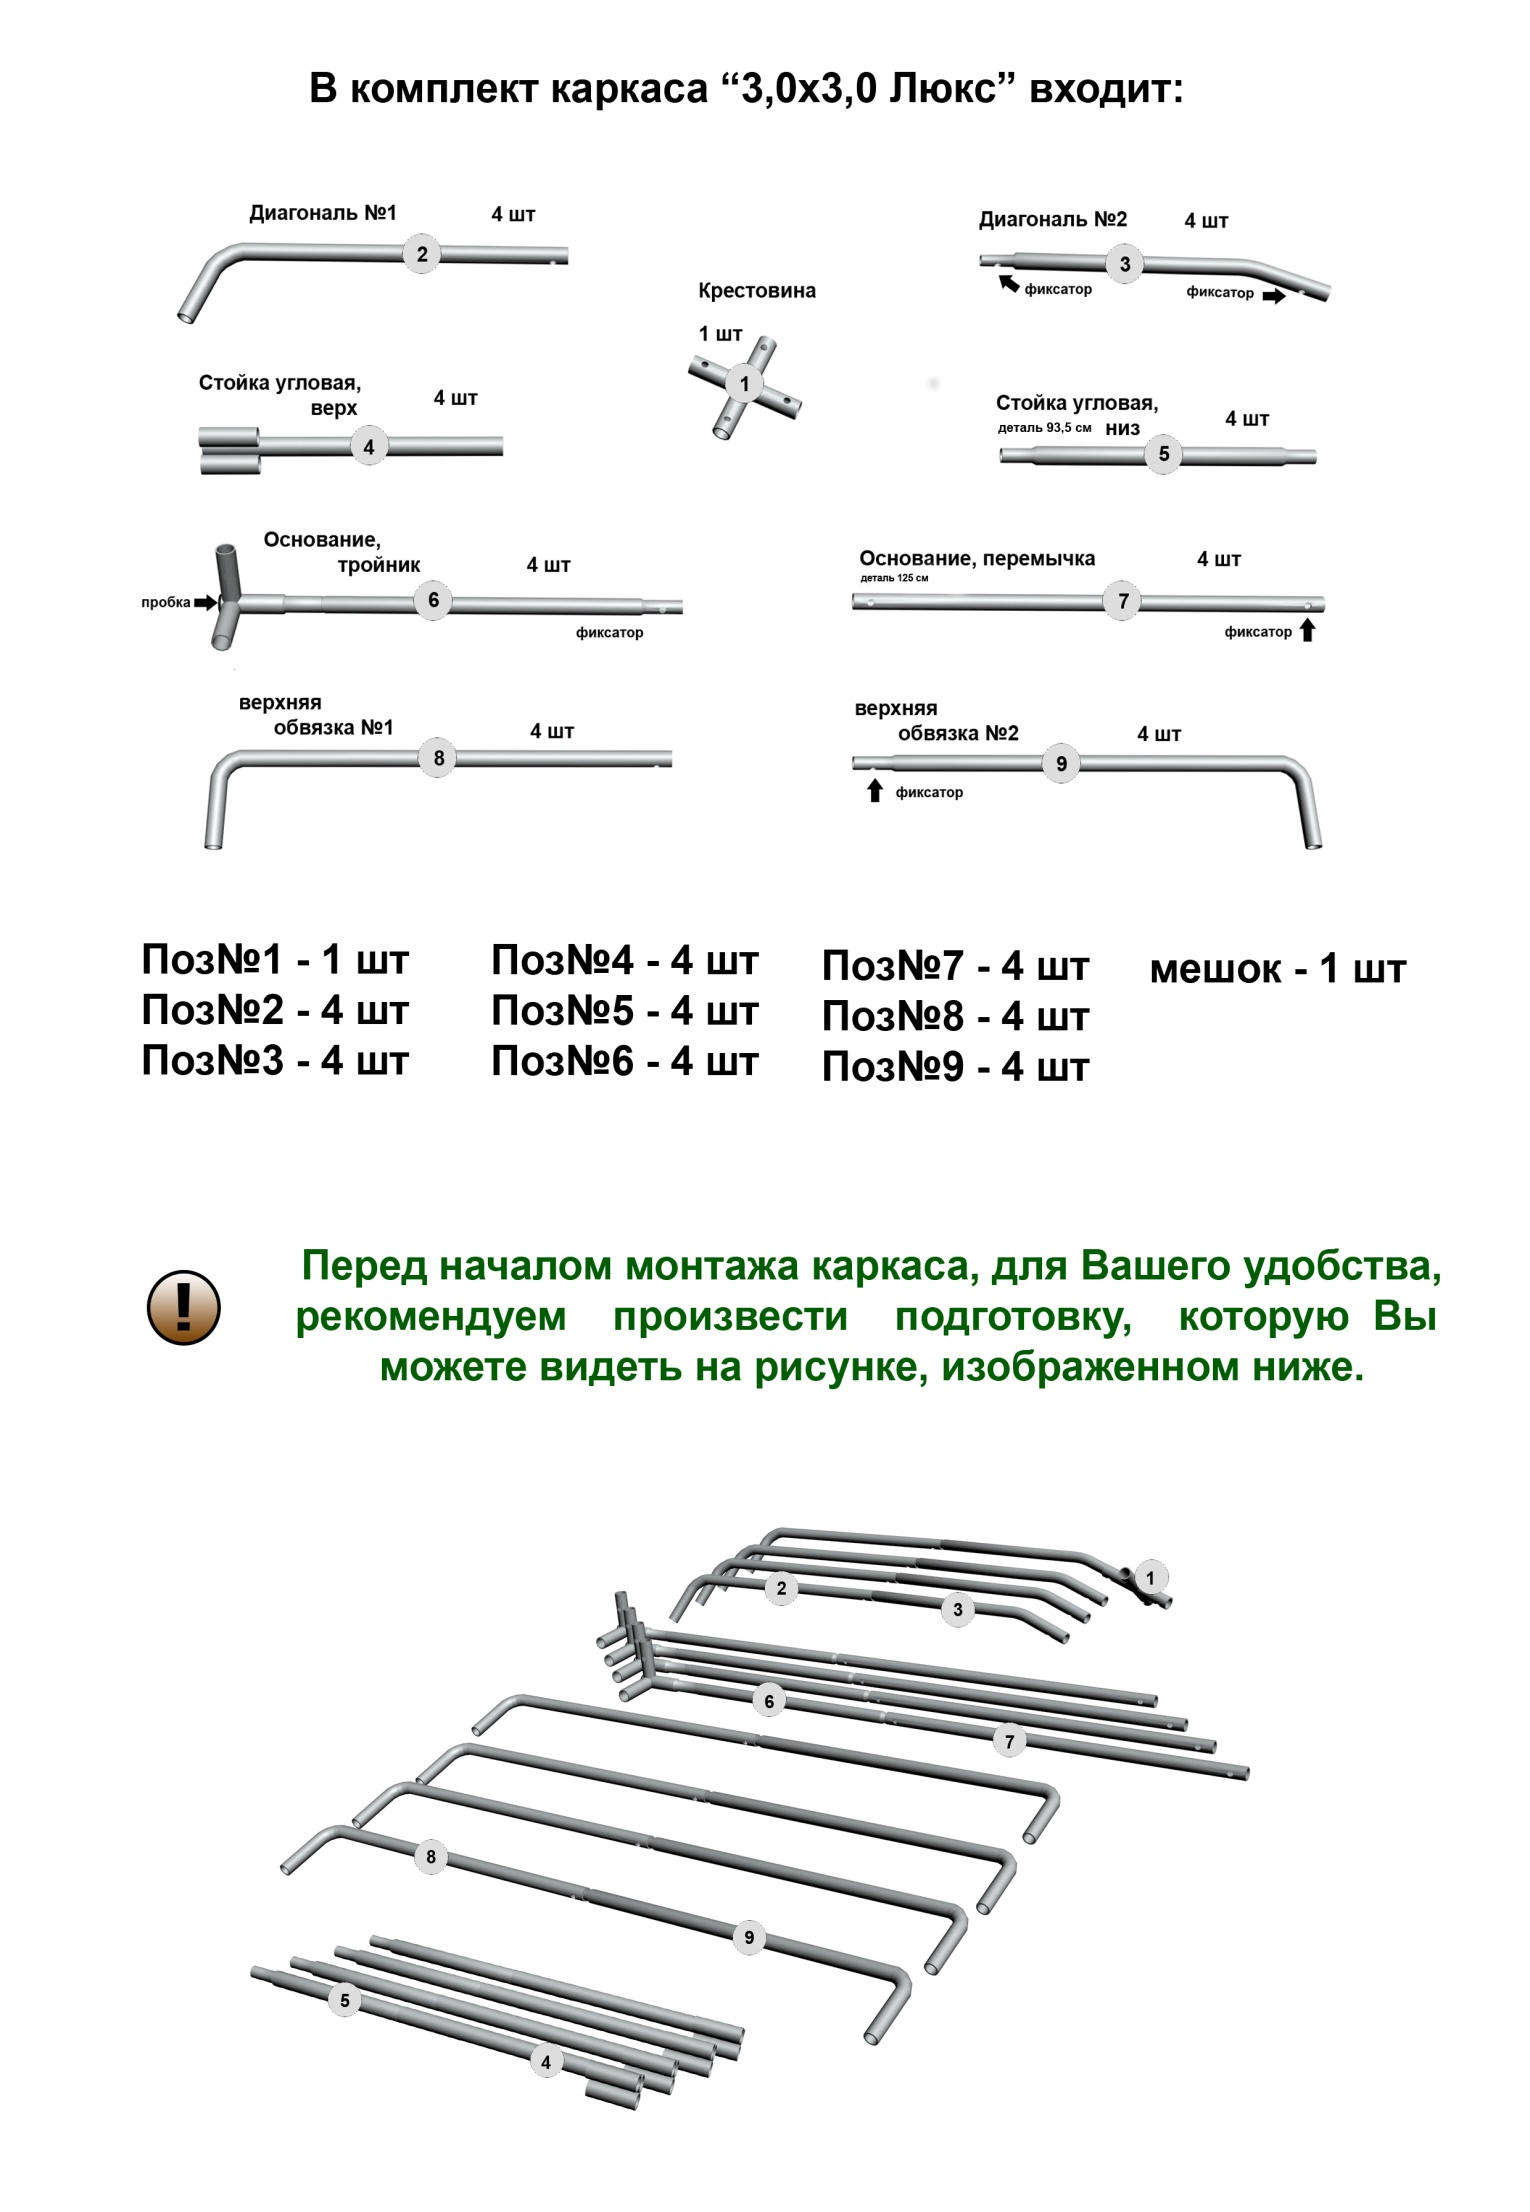 В комплект каркаса “3,0х3,0 Люкс” входит:
Диагональ №1 4 шт
2
Диагональ №2 4 шт
3
фиксатор фиксатор
Крестовина
1 шт
1
Стойка угловая,
верх 4 шт
4
Стойка угловая,
деталь 93,5 см низ 4 шт
5
Основание,
тройник 4 шт
пробка 6
фиксатор
Основание, перемычка 4 шт
деталь 125 см
7
фиксатор
верхняя
обвязка №1 4 шт
8
верхняя
обвязка №2 4 шт
9
фиксатор
Поз№1 - 1 шт
Поз№2 - 4 шт
Поз№3 - 4 шт
Поз№4 - 4 шт
Поз№5 - 4 шт
Поз№6 - 4 шт
Поз№7 - 4 шт
Поз№8 - 4 шт
Поз№9 - 4 шт
мешок - 1 шт
!
Перед началом монтажа каркаса, для Вашего удобства,
рекомендуем произвести подготовку, которую Вы
можете видеть на рисунке, изображенном ниже.
1
2
3
6
7
8
9
5
4